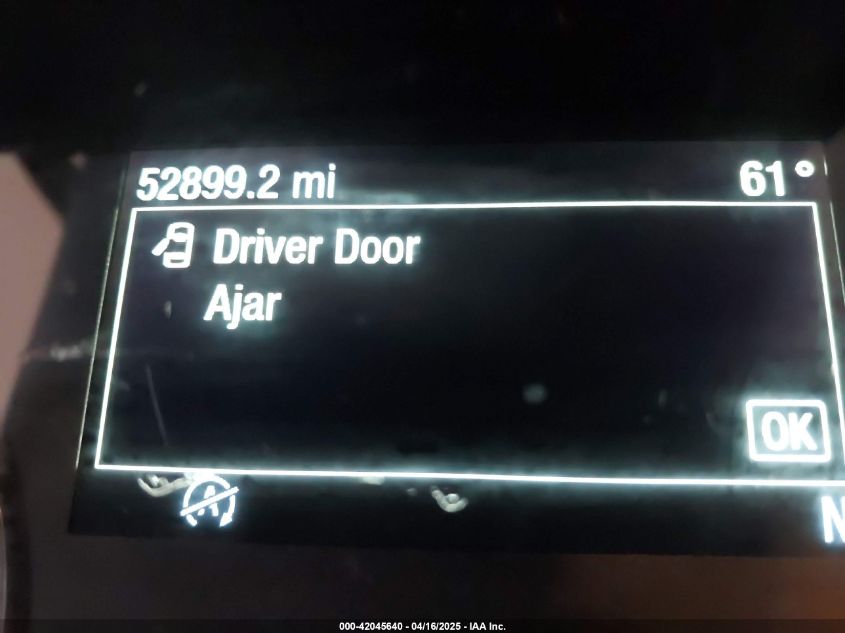 52899.2 mi 61°
Driver Door
Ajar
OK
A
N
000-42045640 - 04/16/2025 - IAA Inc.